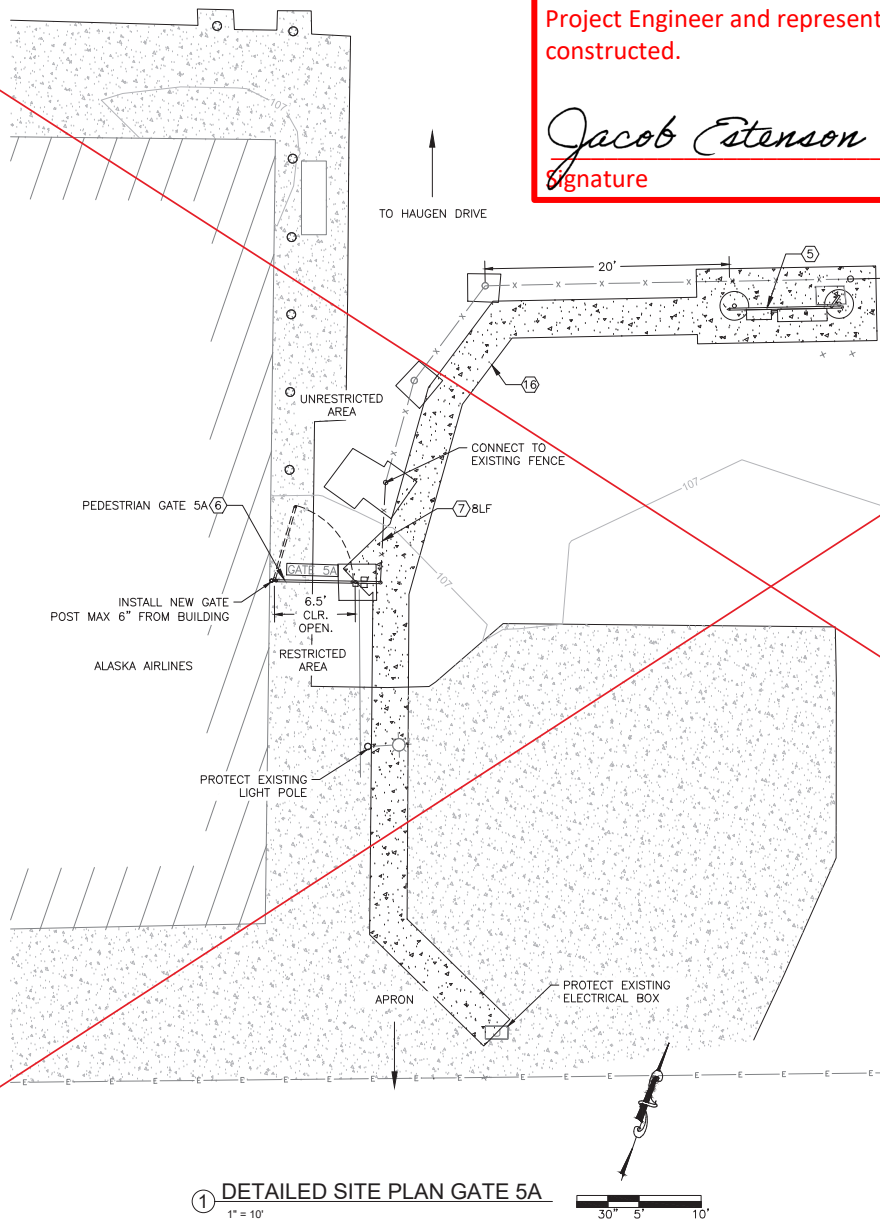 Project Engineer and represent
constructed.
Jacob Estenson
Signature
107
TO HAUGEN DRIVE
20'
5
16
UNRESTRICTED
AREA
CONNECT TO
EXISTING FENCE
107
PEDESTRIAN GATE 5A 6
7 8LF
GATE 5A
107
INSTALL NEW GATE
POST MAX 6" FROM BUILDING
6.5'
CLR.
OPEN.
RESTRICTED
AREA
ALASKA AIRLINES
PROTECT EXISTING
LIGHT POLE
PROTECT EXISTING
ELECTRICAL BOX
APRON
E E E E E E E E E E E E E E
1 DETAILED SITE PLAN GATE 5A
1" = 10'
30" 5' 10'